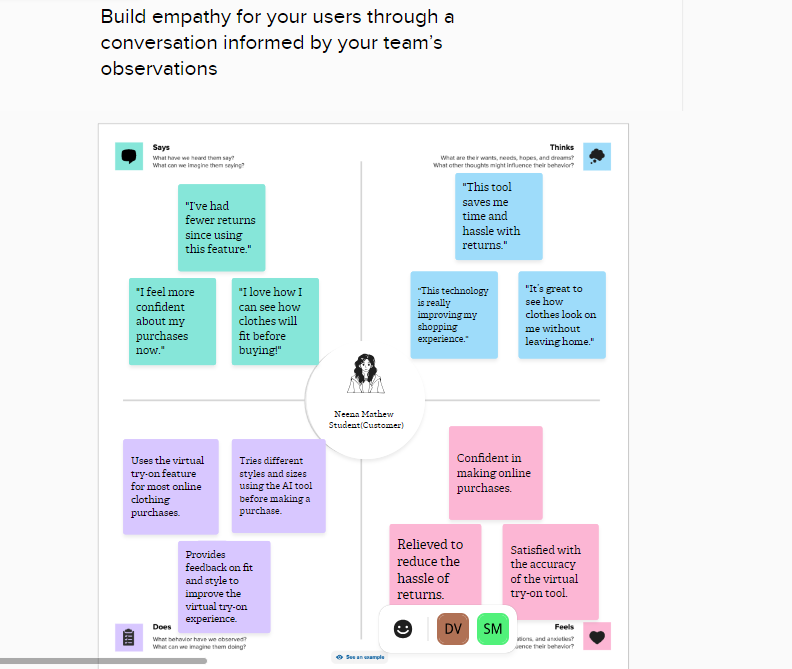 Build empathy for your users through a
conversation informed by your team's
observations
Says
What have we heard them say?
What can we imagine them saying?
Thinks
What are their wants, needs, hopes, and dreams?
What other thoughts might influence their behavior?
"I've had
fewer returns
since using
this feature."
"I feel more
confident
about my
purchases
now."
"I love how I
can see how
clothes will
fit before
buying!"
"This tool
saves me
time and
hassle with
returns."
"This technology
is really
improving my
shopping
experience."
"It's great to
see how
clothes look on
me without
leaving home."
Neena Mathew
Student(Customer)
Uses the virtual
try-on feature
for most online
clothing
purchases.
Tries different
styles and sizes
using the AI tool
before making a
purchase.
Provides
feedback on fit
and style to
improve the
virtual try-on
experience.
Confident in
making online
purchases.
Relieved to
reduce the
hassle of
returns.
Satisfied with
the accuracy
of the virtual
try-on tool.
Does
What behavior have we observed?
What can we imagine them doing?
DV
SM
Feels
and anxieties?
their behavior?
See an example